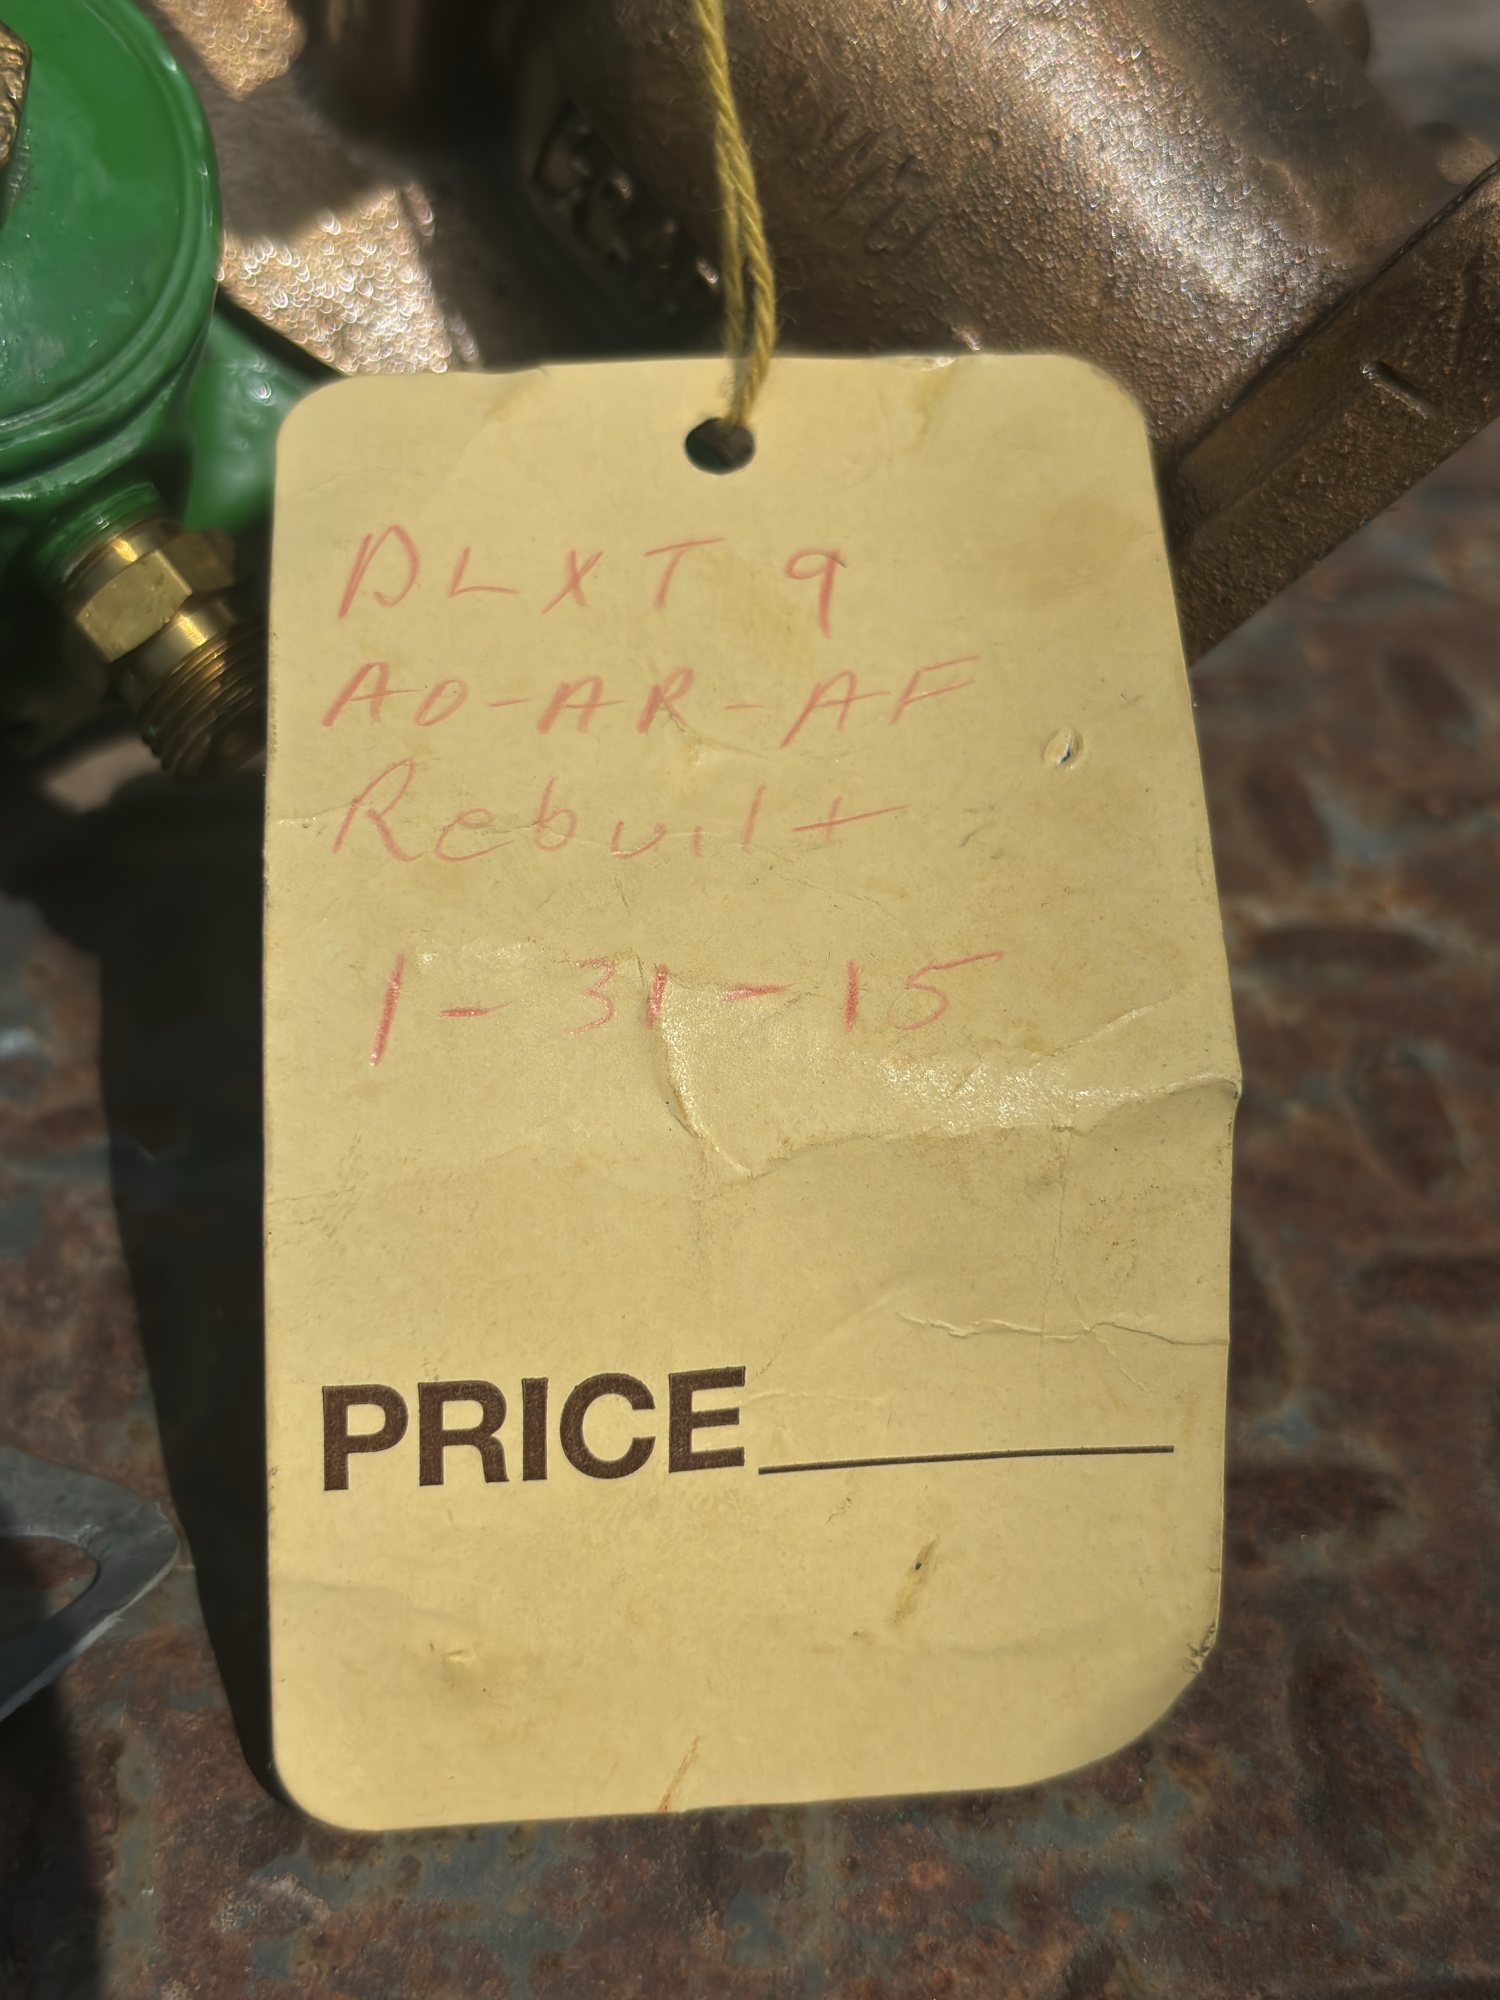 DLXT 9
AO-AR-AF
Rebuilt
1-31-15
PRICE